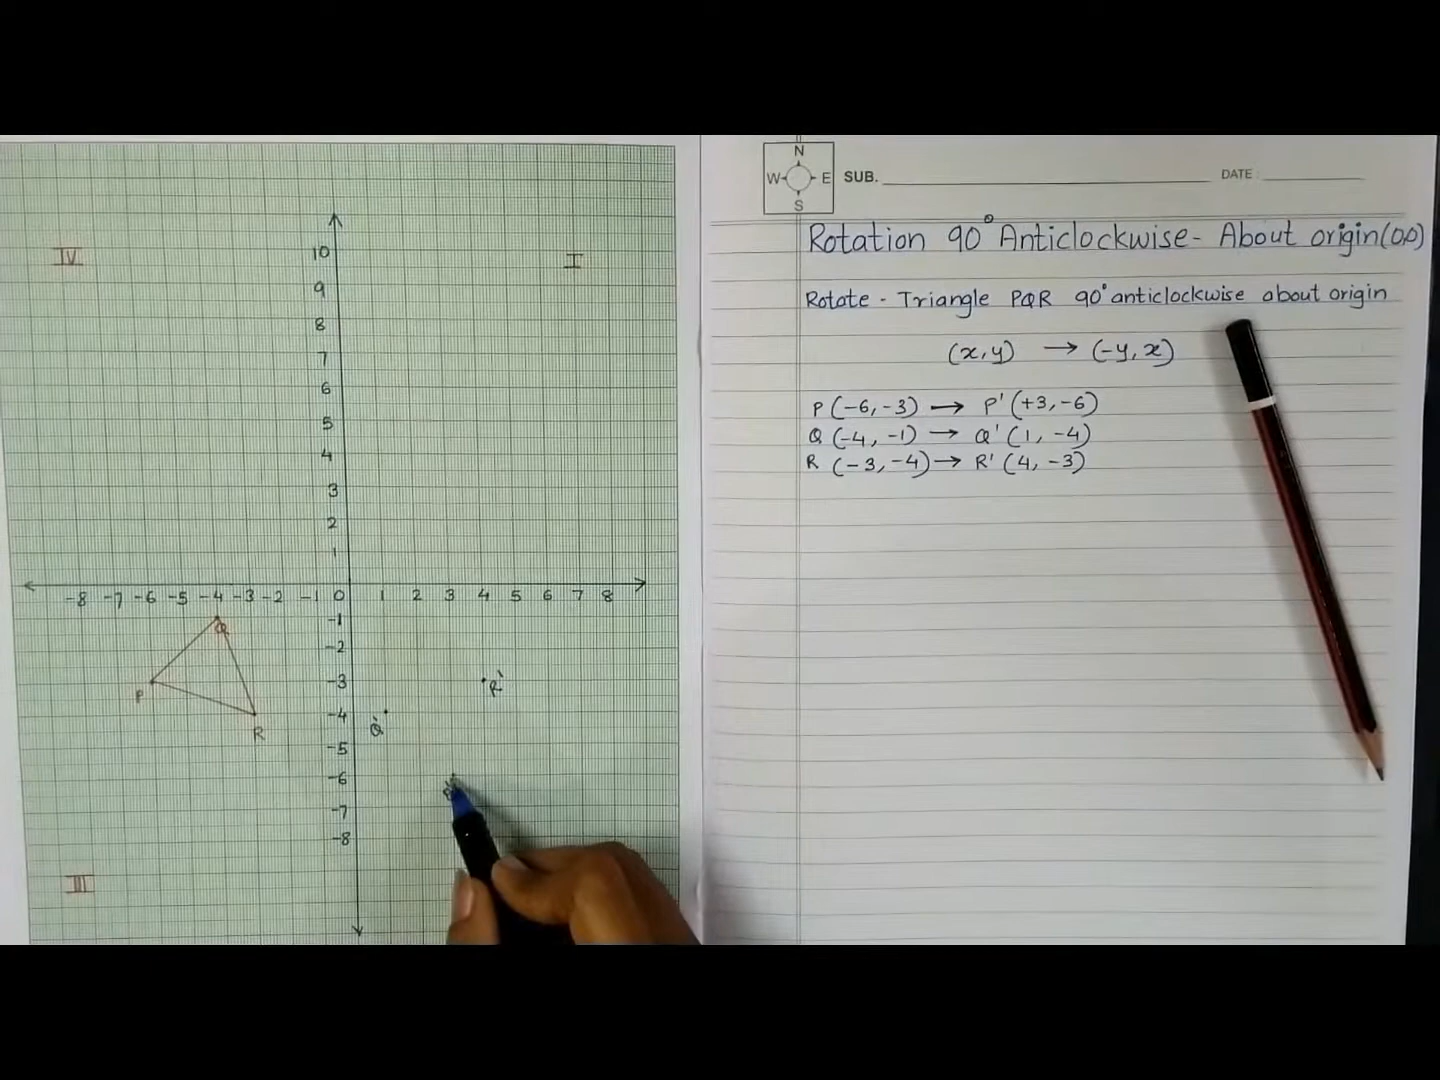 N
W E SUB. DATE
S
Rotation 90° Anticlockwise - About origin (0,0)
Rotate - Triangle PQR 90° anticlockwise about origin
(x,y) → (-y, x)
P (-6, -3) → P' (+3, -6)
Q (-4, -1) → Q' (1, -4)
R (-3, -4) → R' (4, -3)
IV I
10
9
8
7
6
5
4
3
2
1
-8 -7 -6 -5 -4 -3 -2 -1 0 1 2 3 4 5 6 7 8
Q -1
-2
P -3 R'
R Q' -4
-5
-6
-7
-8
III